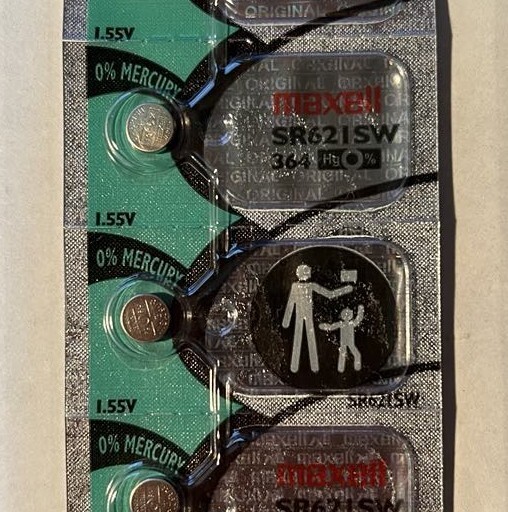 ORIGINAL
1.55V
0% MERCURY
maxell
SR621SW
364 Hg 0%
1.55V
0% MERCURY
SR621SW
1.55V
0% MERCURY
maxell
SR621SW